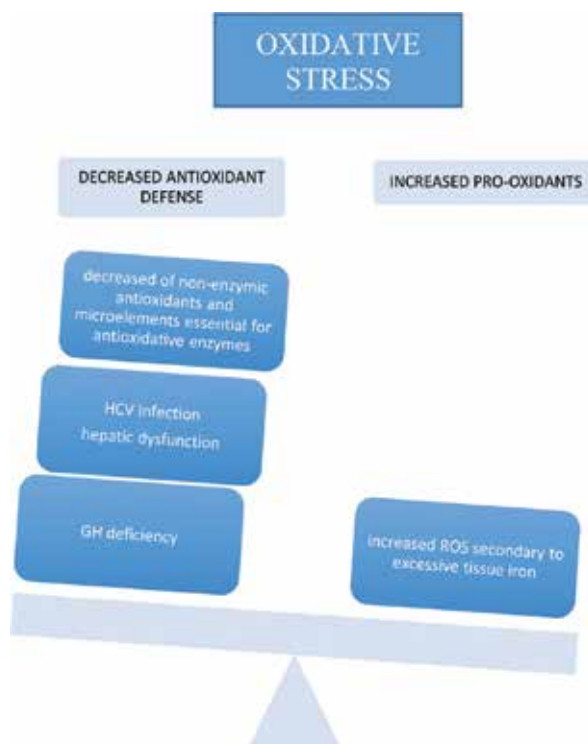 OXIDATIVE
STRESS
DECREASED ANTIOXIDANT
DEFENSE
INCREASED PRO-OXIDANTS
decreased of non-enzymic
antioxidants and
microelements essential for
antioxidative enzymes
HCV infection
hepatic dysfunction
GH deficiency
increased ROS secondary to
excessive tissue iron